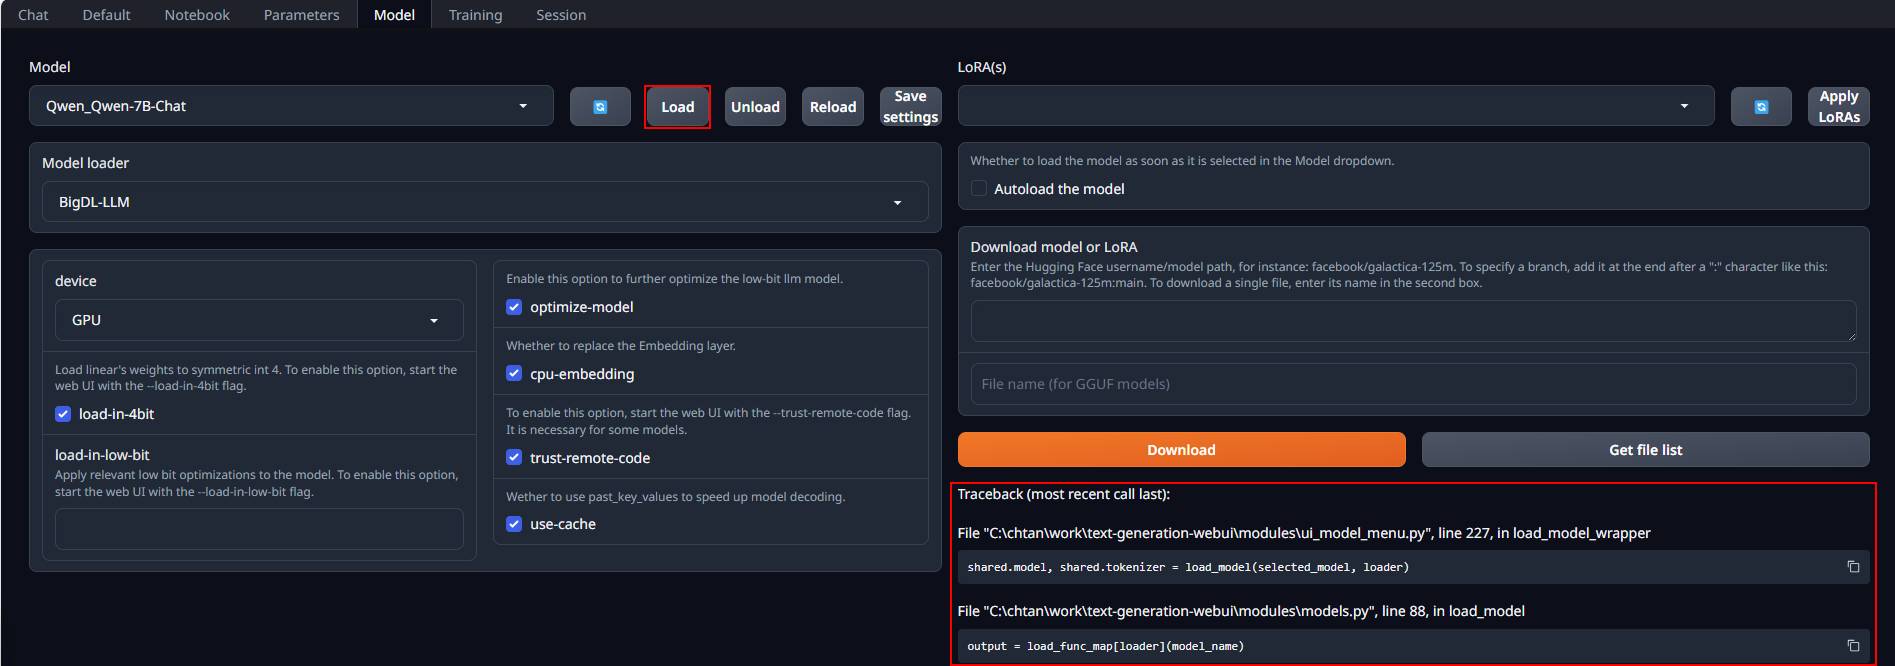 Chat Default Notebook Parameters Model Training Session
Model
Qwen_Qwen-7B-Chat
Load
Unload
Reload
Save
settings
Model loader
BigDL-LLM
device
GPU
Load linear's weights to symmetric int 4. To enable this option, start the
web UI with the --load-in-4bit flag.
load-in-4bit
load-in-low-bit
Apply relevant low bit optimizations to the model. To enable this option,
start the web UI with the --load-in-low-bit flag.
Enable this option to further optimize the low-bit llm model.
optimize-model
Whether to replace the Embedding layer.
cpu-embedding
To enable this option, start the web UI with the --trust-remote-code flag.
It is necessary for some models.
trust-remote-code
Wether to use past_key_values to speed up model decoding.
use-cache
LoRA(s)
Apply
LoRAs
Whether to load the model as soon as it is selected in the Model dropdown.
Autoload the model
Download model or LoRA
Enter the Hugging Face username/model path, for instance: facebook/galactica-125m. To specify a branch, add it at the end after a ":" character like this:
facebook/galactica-125m:main. To download a single file, enter its name in the second box.
File name (for GGUF models)
Download
Get file list
Traceback (most recent call last):
File "C:\chtan\work\text-generation-webui\modules\ui_model_menu.py", line 227, in load_model_wrapper
shared.model, shared.tokenizer = load_model(selected_model, loader)
File "C:\chtan\work\text-generation-webui\modules\models.py", line 88, in load_model
output = load_func_map[loader](model_name)